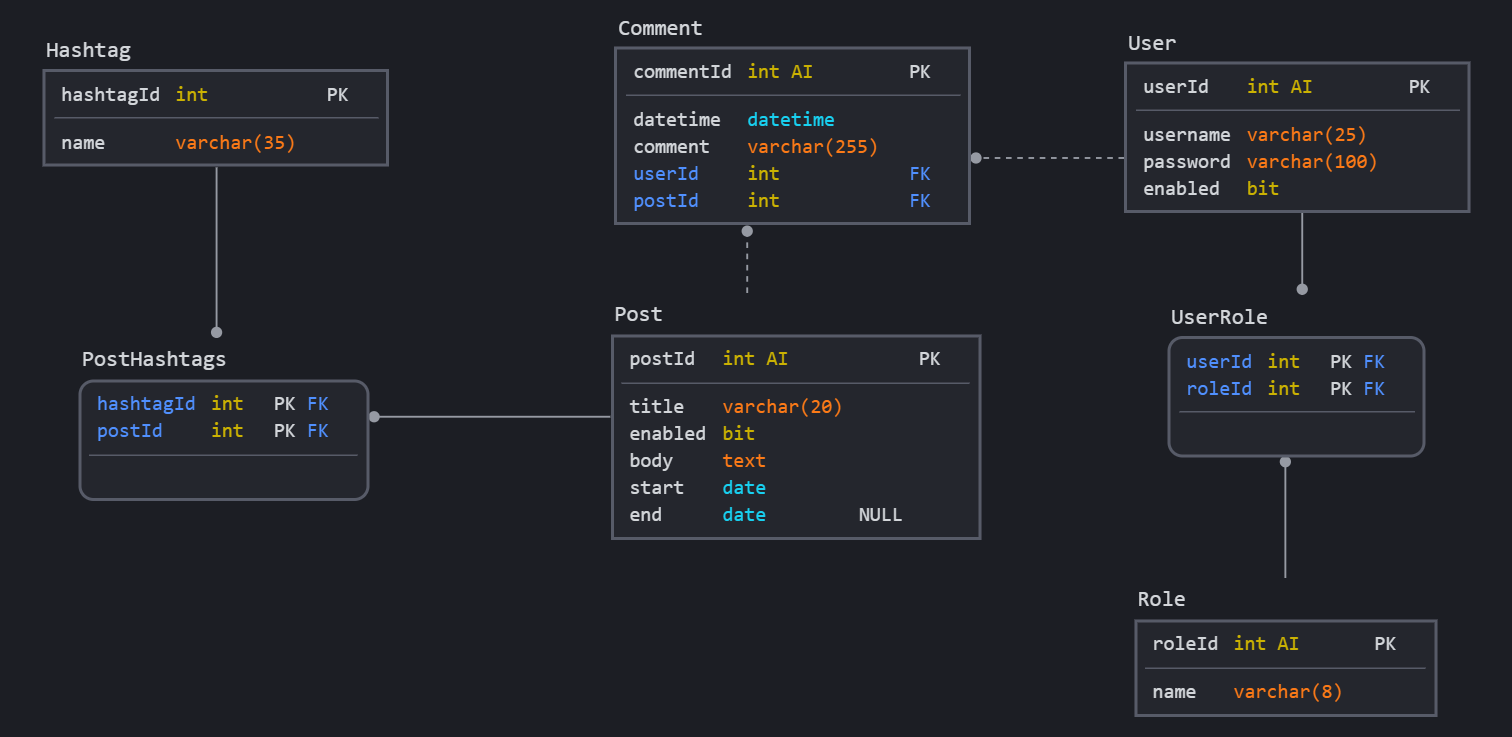 Hashtag
hashtagId int PK
name varchar(35)
Comment
commentId int AI PK
datetime datetime
comment varchar(255)
userId int FK
postId int FK
User
userId int AI PK
username varchar(25)
password varchar(100)
enabled bit
PostHashtags
hashtagId int PK FK
postId int PK FK
Post
postId int AI PK
title varchar(20)
enabled bit
body text
start date
end date NULL
UserRole
userId int PK FK
roleId int PK FK
Role
roleId int AI PK
name varchar(8)